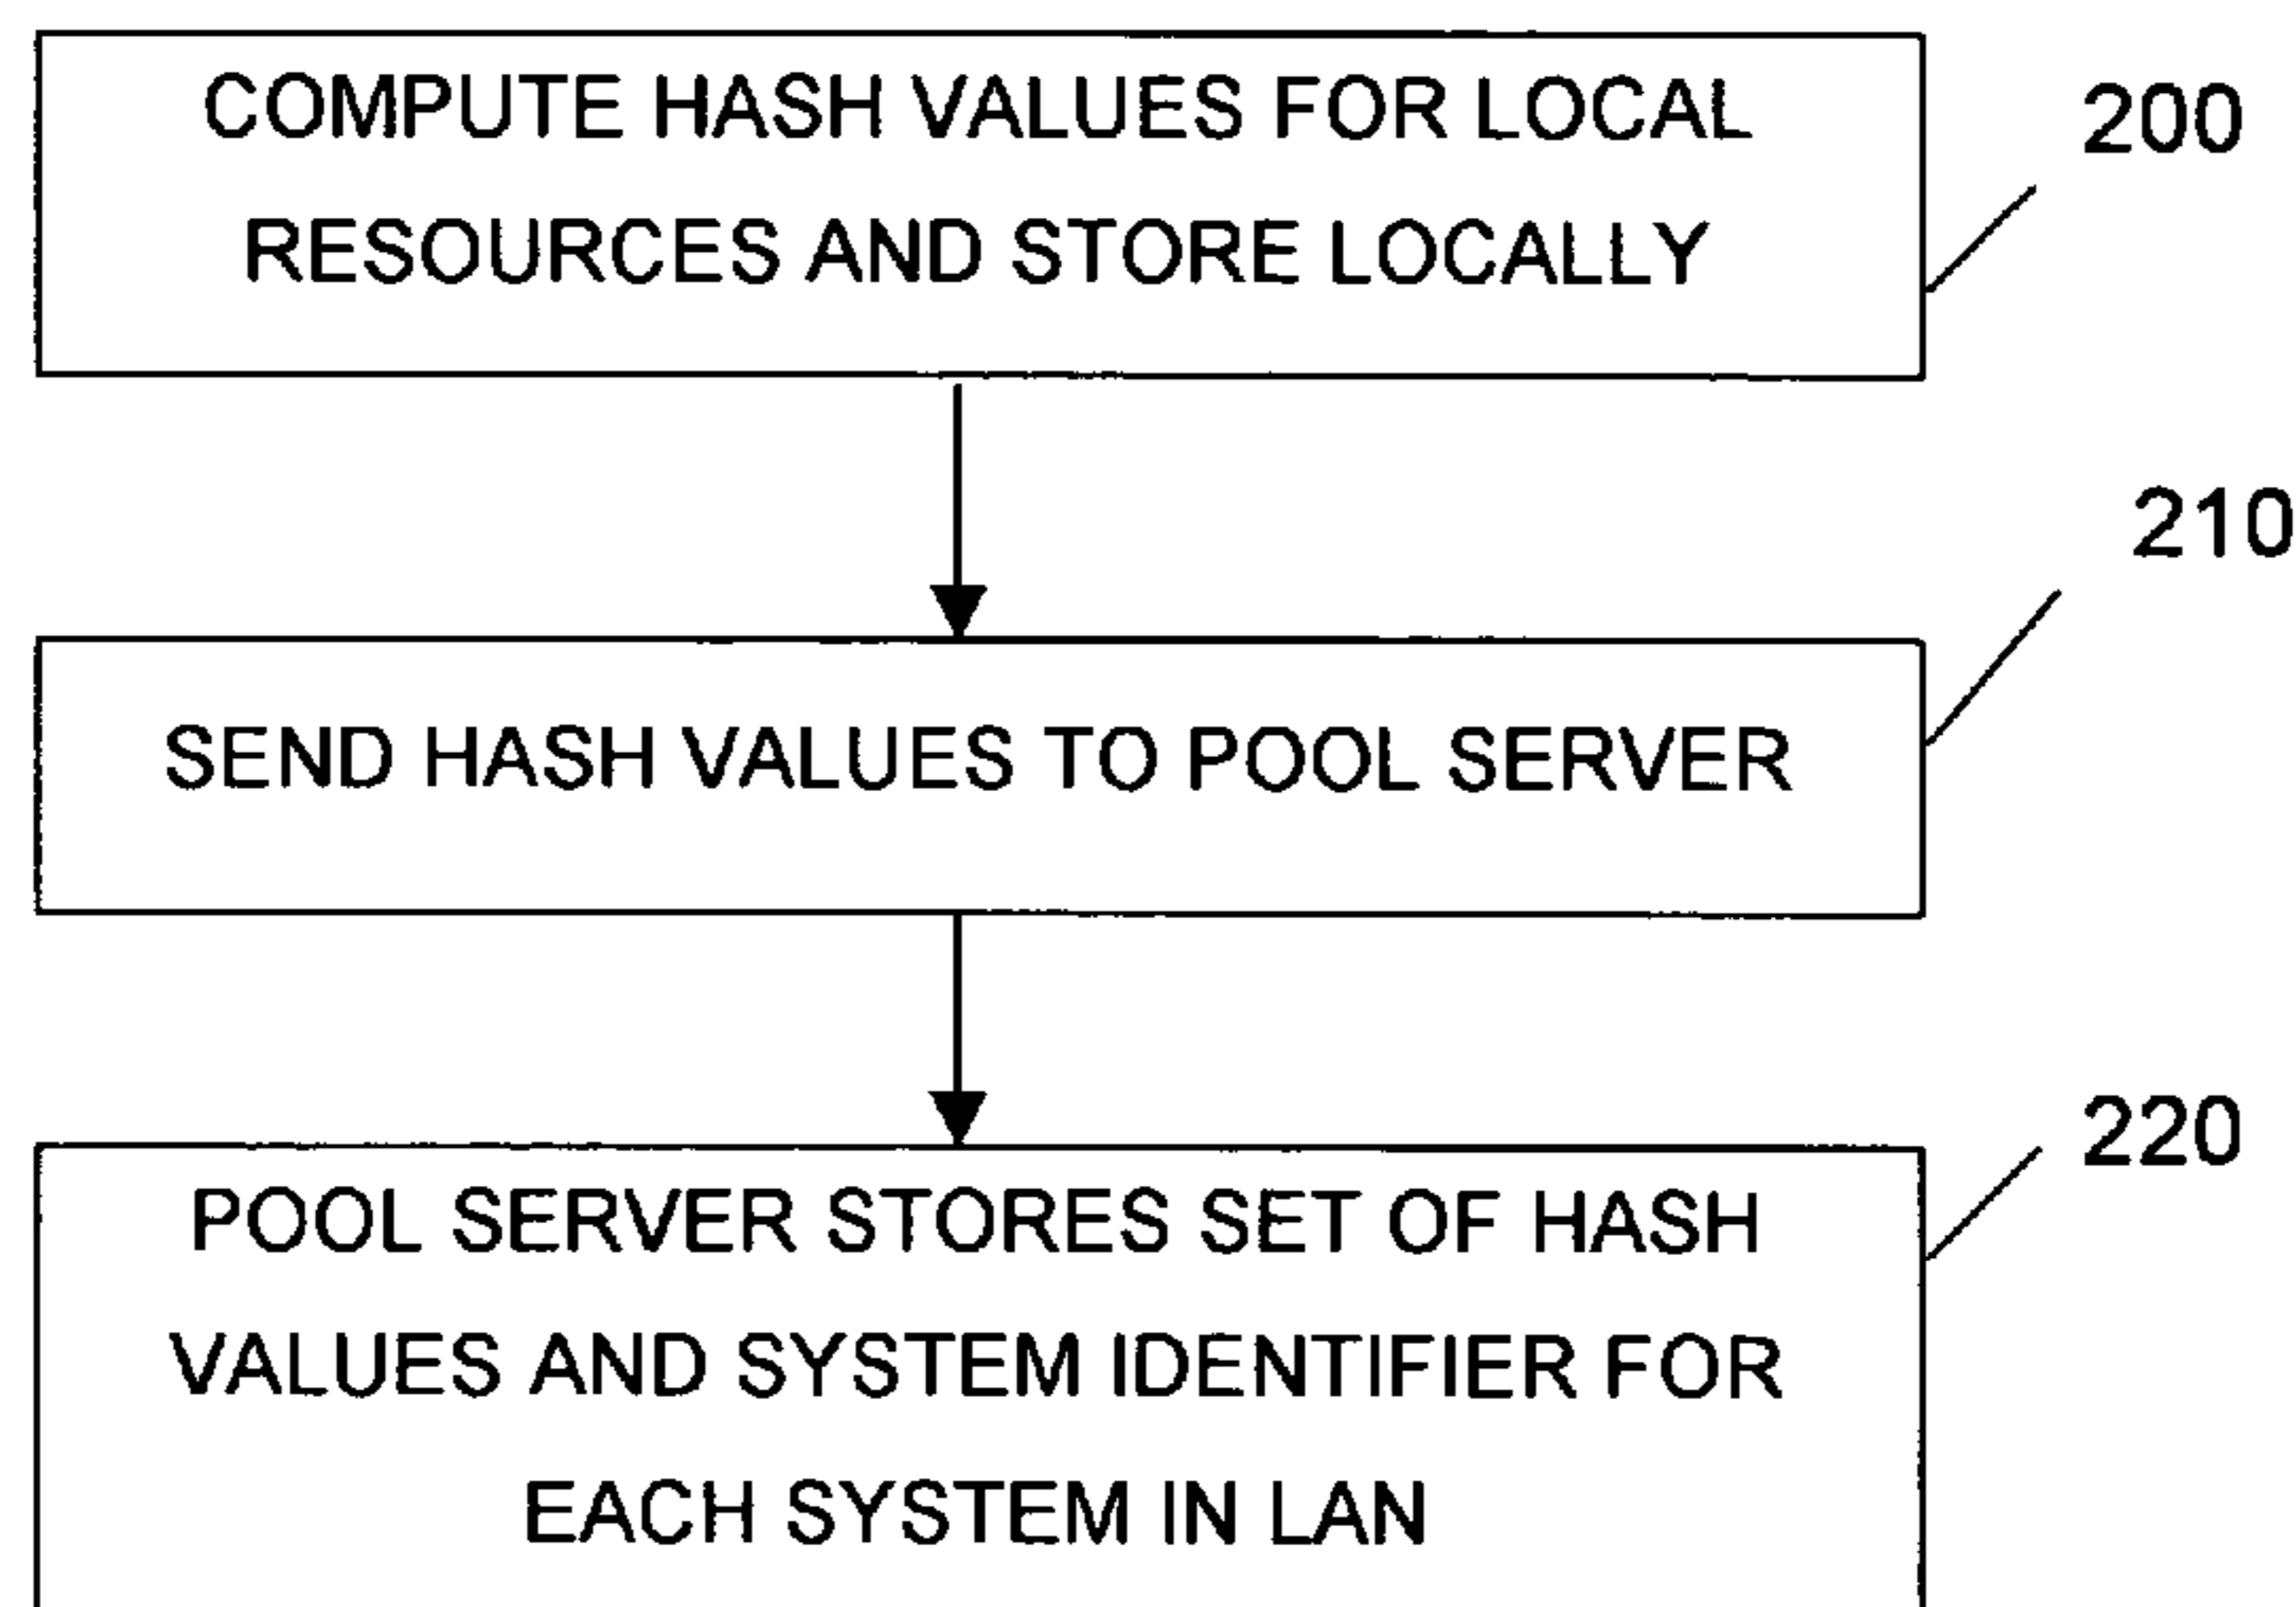 COMPUTE HASH VALUES FOR LOCAL
RESOURCES AND STORE LOCALLY
200
210
SEND HASH VALUES TO POOL SERVER
220
POOL SERVER STORES SET OF HASH
VALUES AND SYSTEM IDENTIFIER FOR
EACH SYSTEM IN LAN